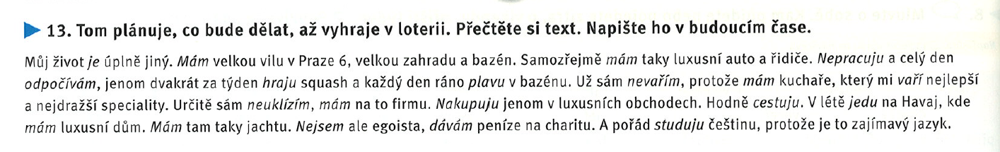 13. Tom plánuje, co bude dělat, až vyhraje v loterii. Přečtěte si text. Napište ho v budoucím čase.
Můj život je úplně jiný. Mám velkou vilu v Praze 6, velkou zahradu a bazén. Samozřejmě mám taky luxusní auto a řidiče. Nepracuju a celý den
odpočívám, jenom dvakrát za týden hraju squash a každý den ráno plavu v bazénu. Už sám nevařím, protože mám kuchaře, který mi vaří nejlepší
a nejdražší speciality. Určitě sám neuklízím, mám na to firmu. Nakupuju jenom v luxusních obchodech. Hodně cestuju. V létě jedu na Havaj, kde
mám luxusní dům. Mám tam taky jachtu. Nejsem ale egoista, dávám peníze na charitu. A pořád studuju češtinu, protože je to zajímavý jazyk.